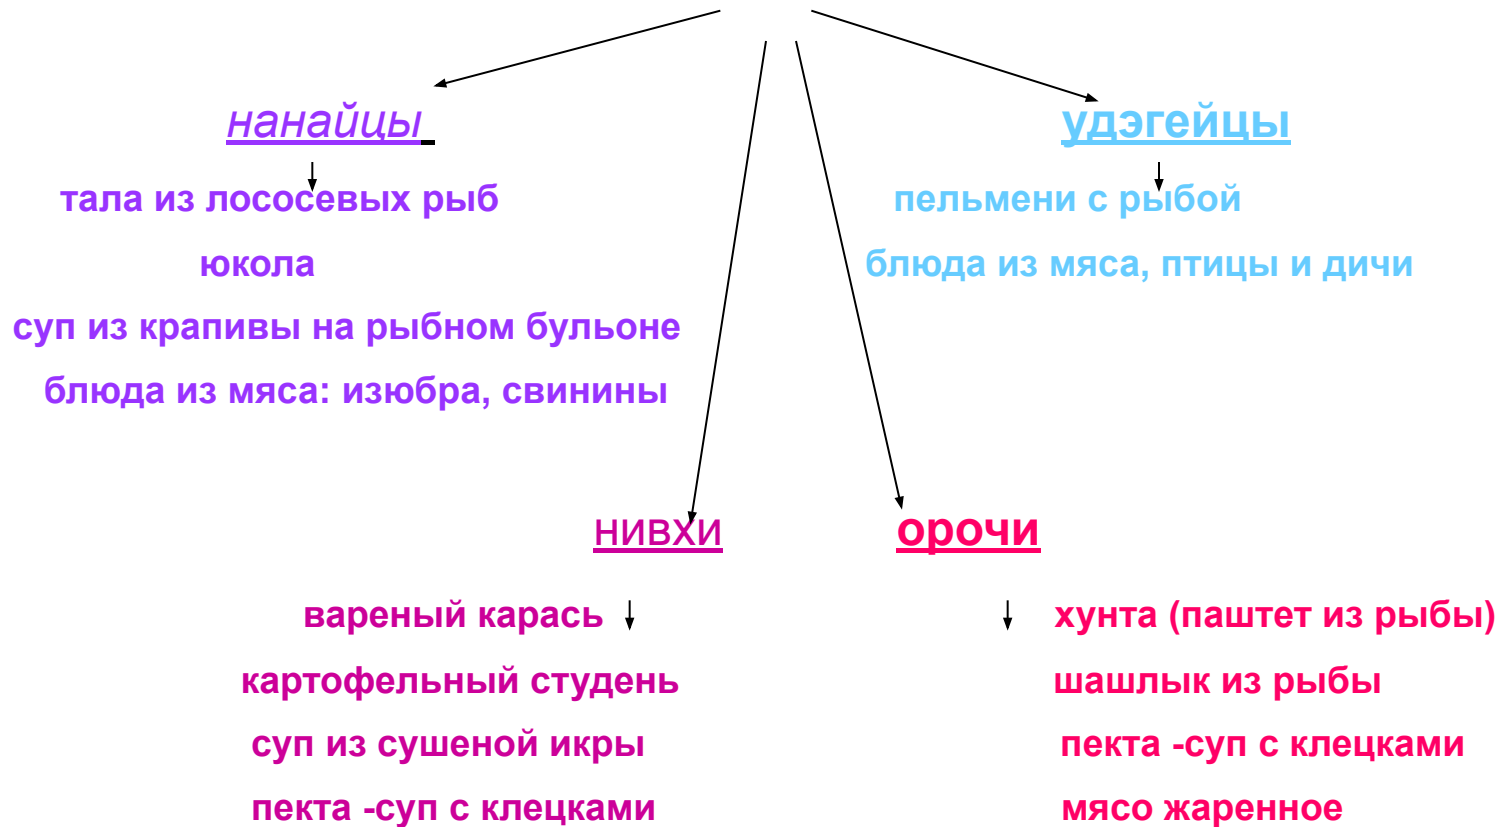 нанайцы
тала из лососевых рыб
юкола
суп из крапивы на рыбном бульоне
блюда из мяса: изюбра, свинины
удэгейцы
пельмени с рыбой
блюда из мяса, птицы и дичи
нивхи
вареный карась
картофельный студень
суп из сушеной икры
пекта -суп с клецками
орочи
хунта (паштет из рыбы)
шашлык из рыбы
пекта -суп с клецками
мясо жаренное